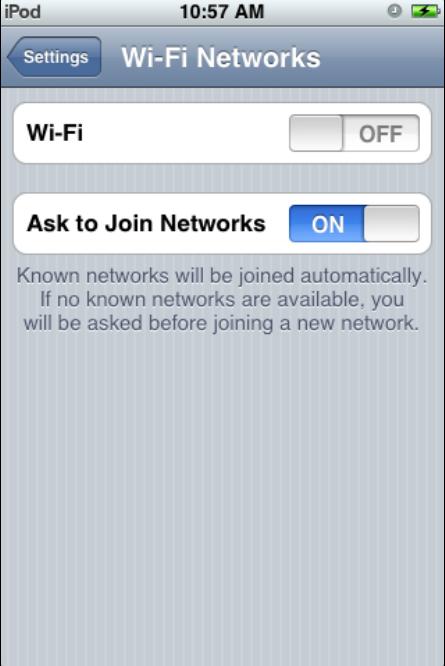 iPod 10:57 AM
Settings Wi-Fi Networks
Wi-Fi OFF
Ask to Join Networks ON
Known networks will be joined automatically.
If no known networks are available, you
will be asked before joining a new network.